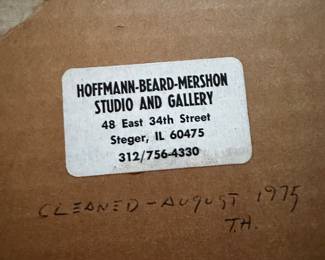 HOFFMANN-BEARD-MERSHON
STUDIO AND GALLERY
48 East 34th Street
Steger, IL 60475
312/756-4330
CLEANED - AUGUST 1975
T.H.